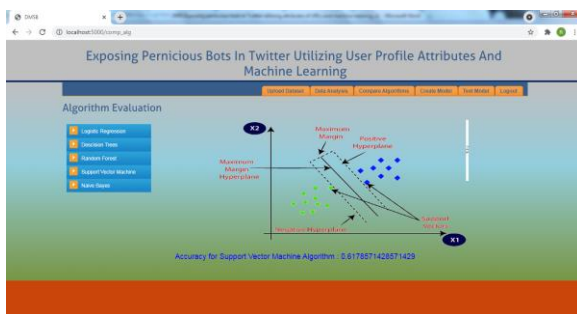 DMSB
localhost:5000/comp_alg
Exposing Pernicious Bots In Twitter Utilizing User Profile Attributes And
Machine Learning
Upload Dataset
Data Analysis
Compare Algorithms
Create Model
Test Model
Logout
Algorithm Evaluation
Logistic Regression
Descision Trees
Random Forest
Support Vector Machine
Naive Bayes
X2
Maximum
Margin
Positive
Hyperplane
Maximum
Margin
Hyperplane
Support
Vectors
Negative Hyperplane
X1
Accuracy for Support Vector Machine Algorithm : 0.6178571428571429